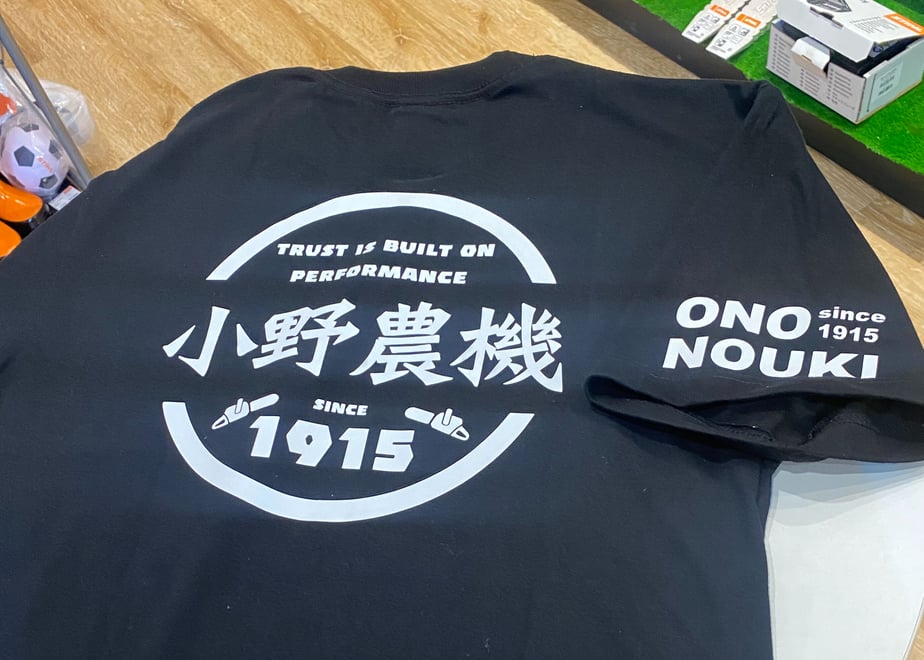 TRUST IS BUILT ON
PERFORMANCE
小野農機
SINCE
1915
ONO since
1915
NOUKI